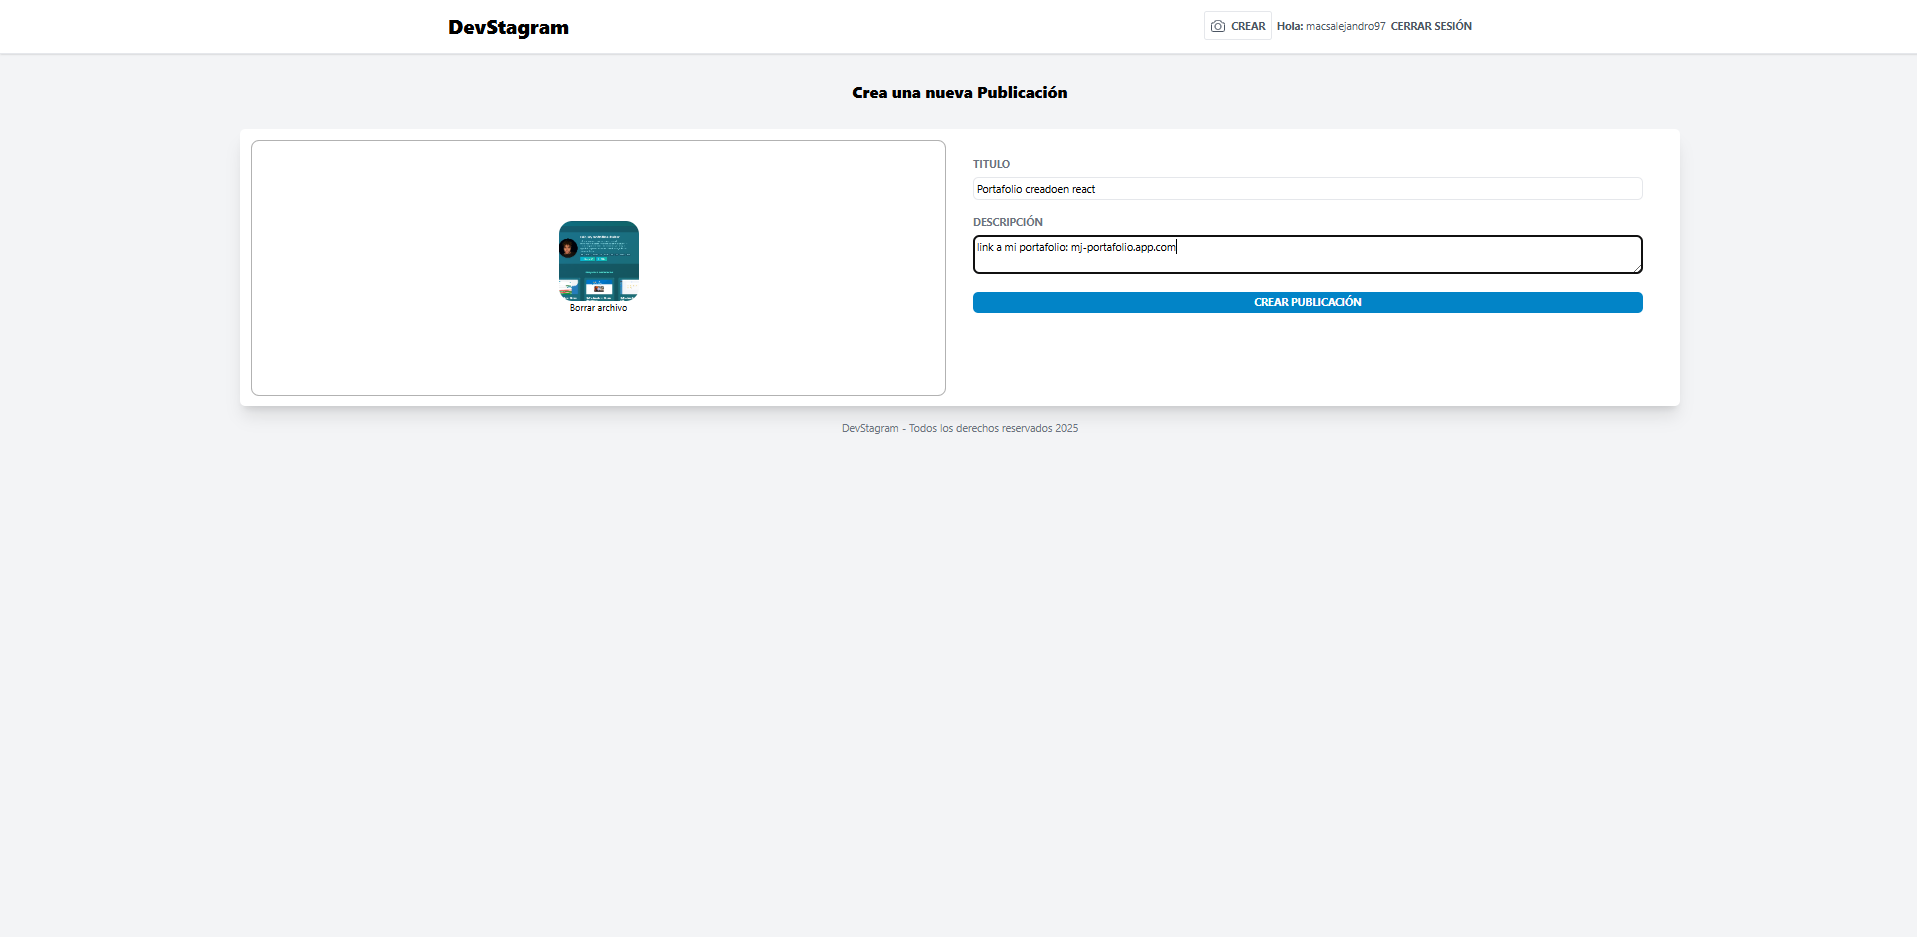 DevStagram
CREAR Hola: macsalejandro97 CERRAR SESIÓN
Crea una nueva Publicación
Borrar archivo
TITULO
Portafolio creadoen react
DESCRIPCIÓN
link a mi portafolio: mj-portafolio.app.com
CREAR PUBLICACIÓN
DevStagram - Todos los derechos reservados 2025